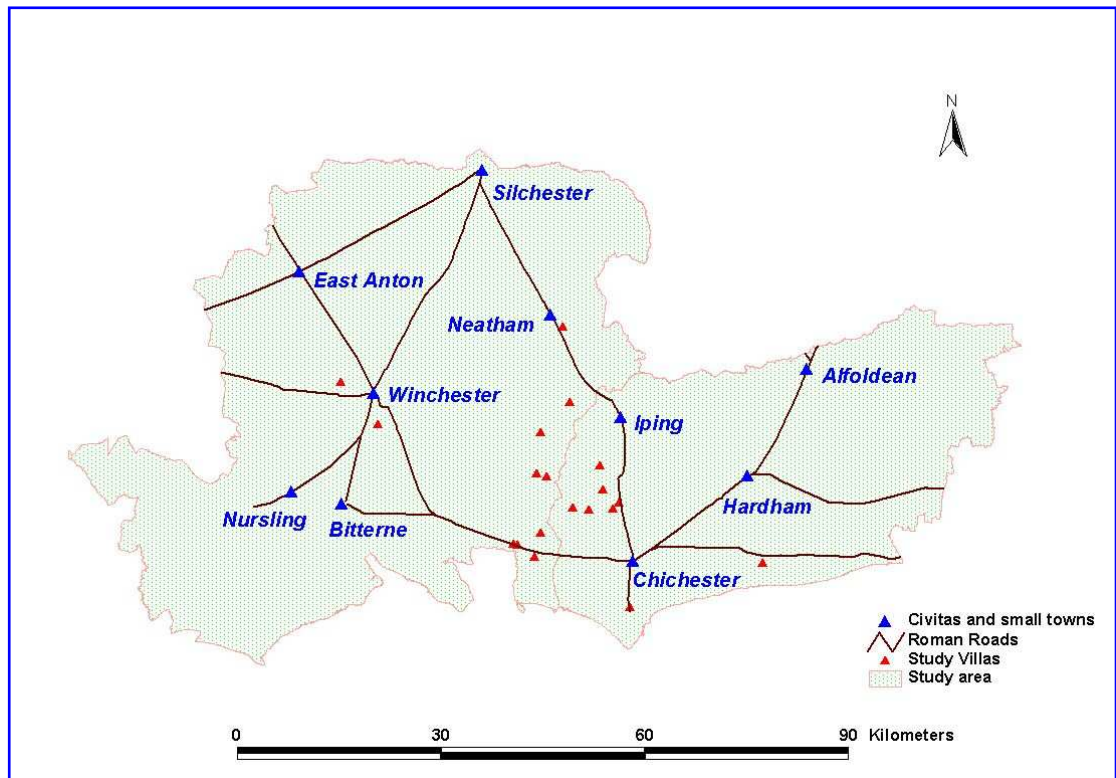 N
Silchester
East Anton
Neatham
Alfoldean
Winchester
Iping
Hardham
Nursling
Bitterne
Chichester
Civitas and small towns
Roman Roads
Study Villas
Study area
0 30 60 90 Kilometers